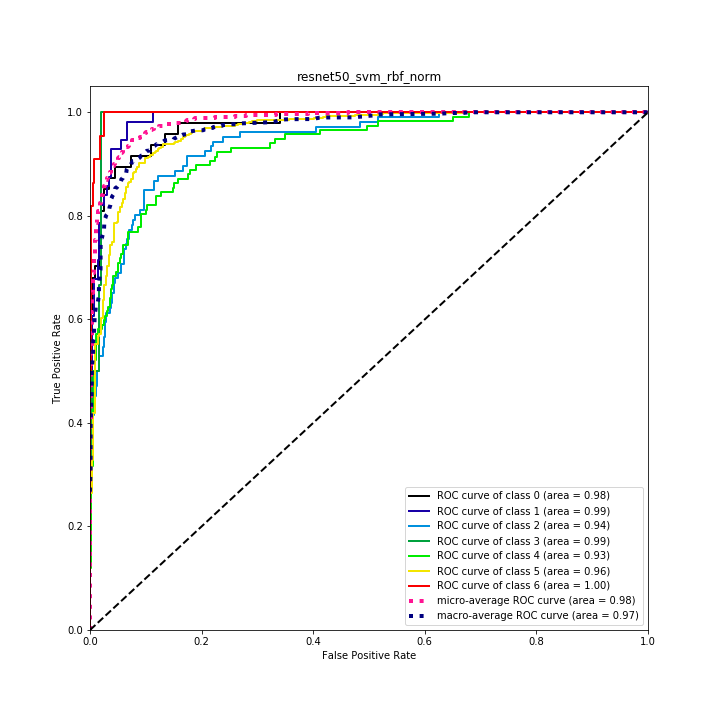 resnet50_svm_rbf_norm
1.0
0.8
0.6
0.4
0.2
0.0
True Positive Rate
ROC curve of class 0 (area = 0.98)
ROC curve of class 1 (area = 0.99)
ROC curve of class 2 (area = 0.94)
ROC curve of class 3 (area = 0.99)
ROC curve of class 4 (area = 0.93)
ROC curve of class 5 (area = 0.96)
ROC curve of class 6 (area = 1.00)
micro-average ROC curve (area = 0.98)
macro-average ROC curve (area = 0.97)
0.0 0.2 0.4 0.6 0.8 1.0
False Positive Rate